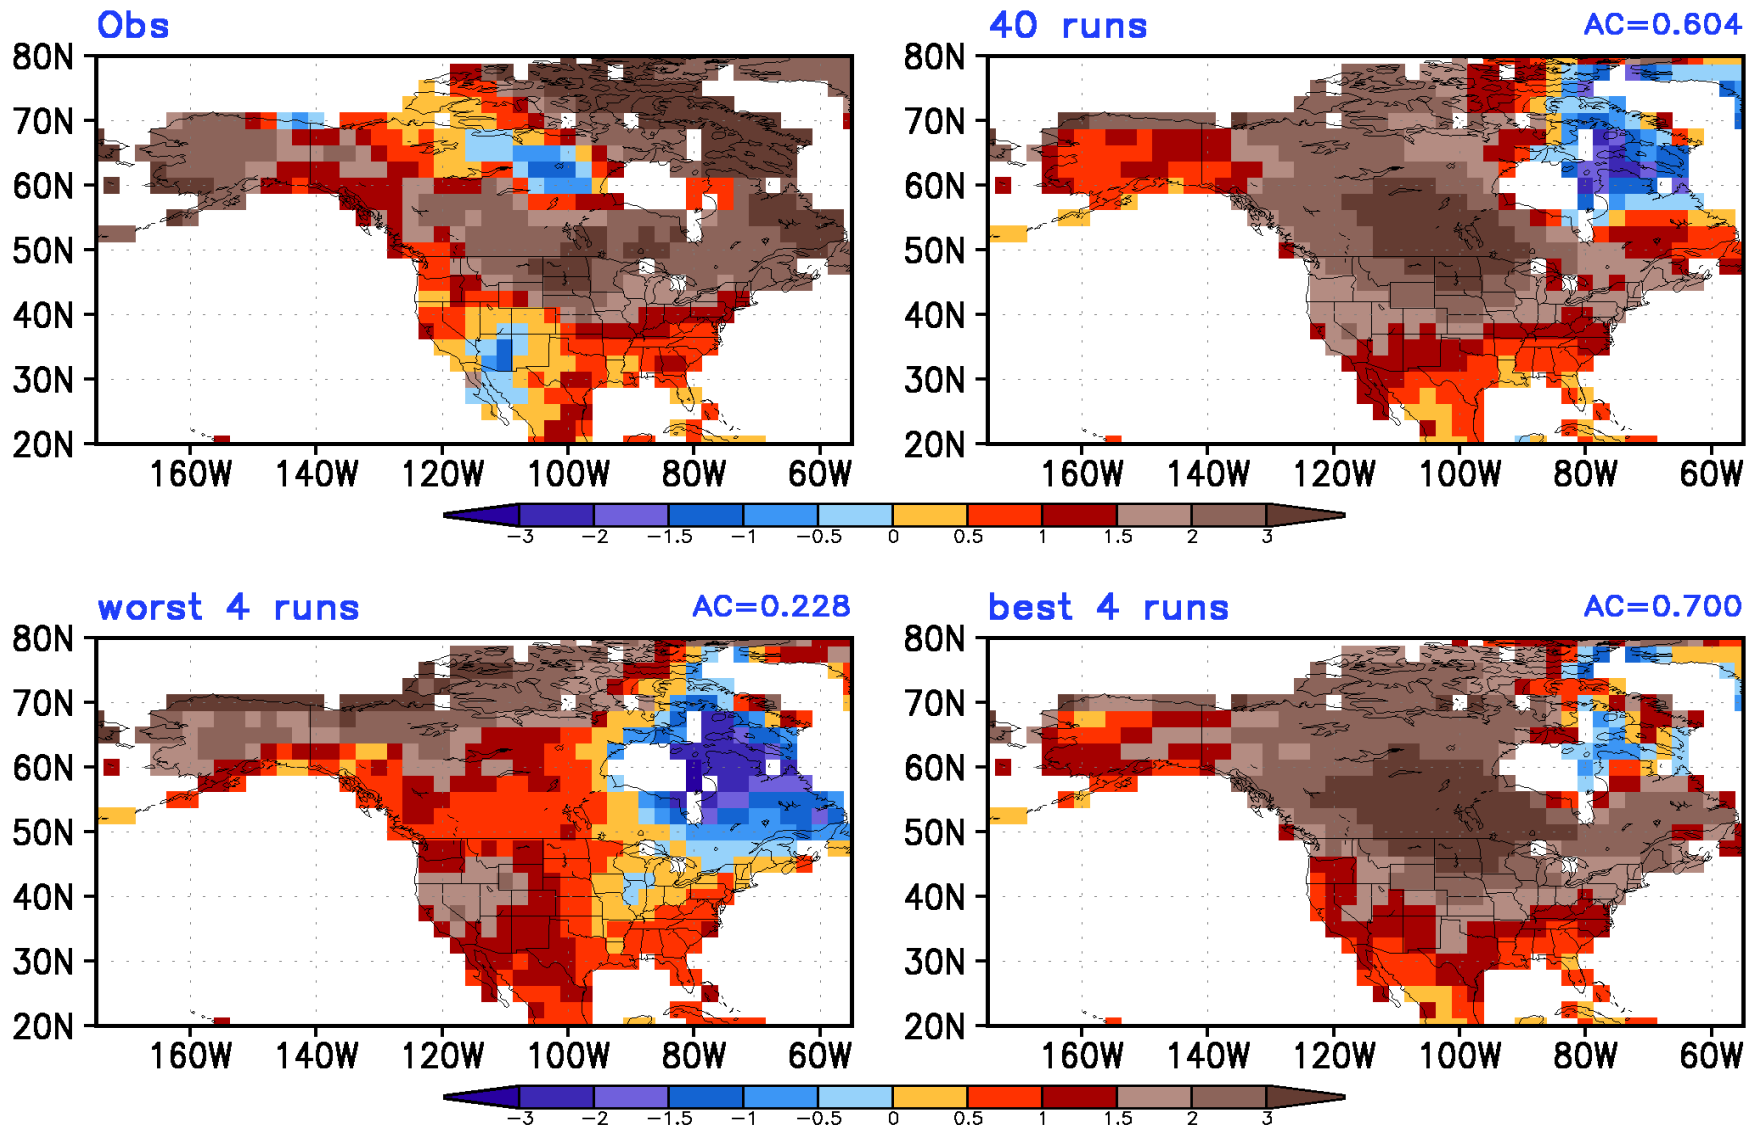 Obs
40 runs AC=0.604
80N 80N
70N 70N
60N 60N
50N 50N
40N 40N
30N 30N
20N 20N
160W 140W 120W 100W 80W 60W 160W 140W 120W 100W 80W 60W
-3 -2 -1.5 -1 -0.5 0 0.5 1 1.5 2 3
worst 4 runs AC=0.228
best 4 runs AC=0.700
80N 80N
70N 70N
60N 60N
50N 50N
40N 40N
30N 30N
20N 20N
160W 140W 120W 100W 80W 60W 160W 140W 120W 100W 80W 60W
-3 -2 -1.5 -1 -0.5 0 0.5 1 1.5 2 3